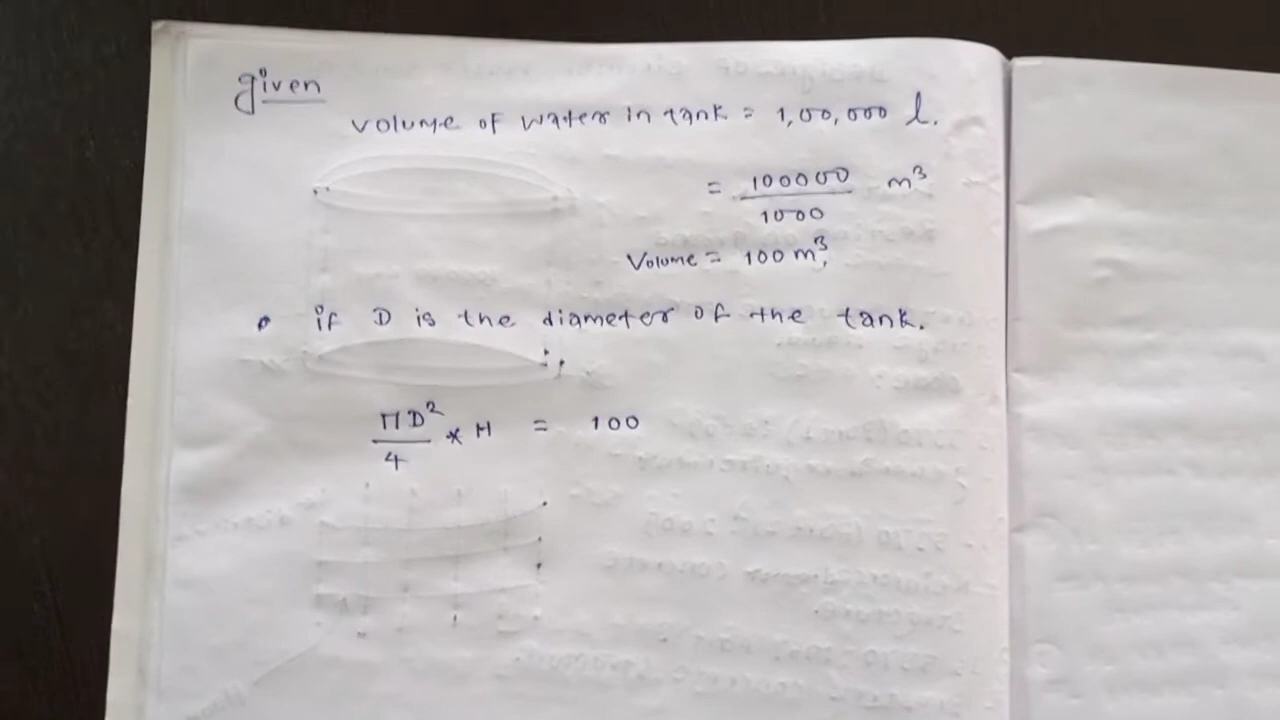 given
volume of water in tank = 1,00,000 l.
= 100000/1000 m³
Volume = 100 m³.
• if D is the diameter of the tank.
ΠD²/4 * H = 100